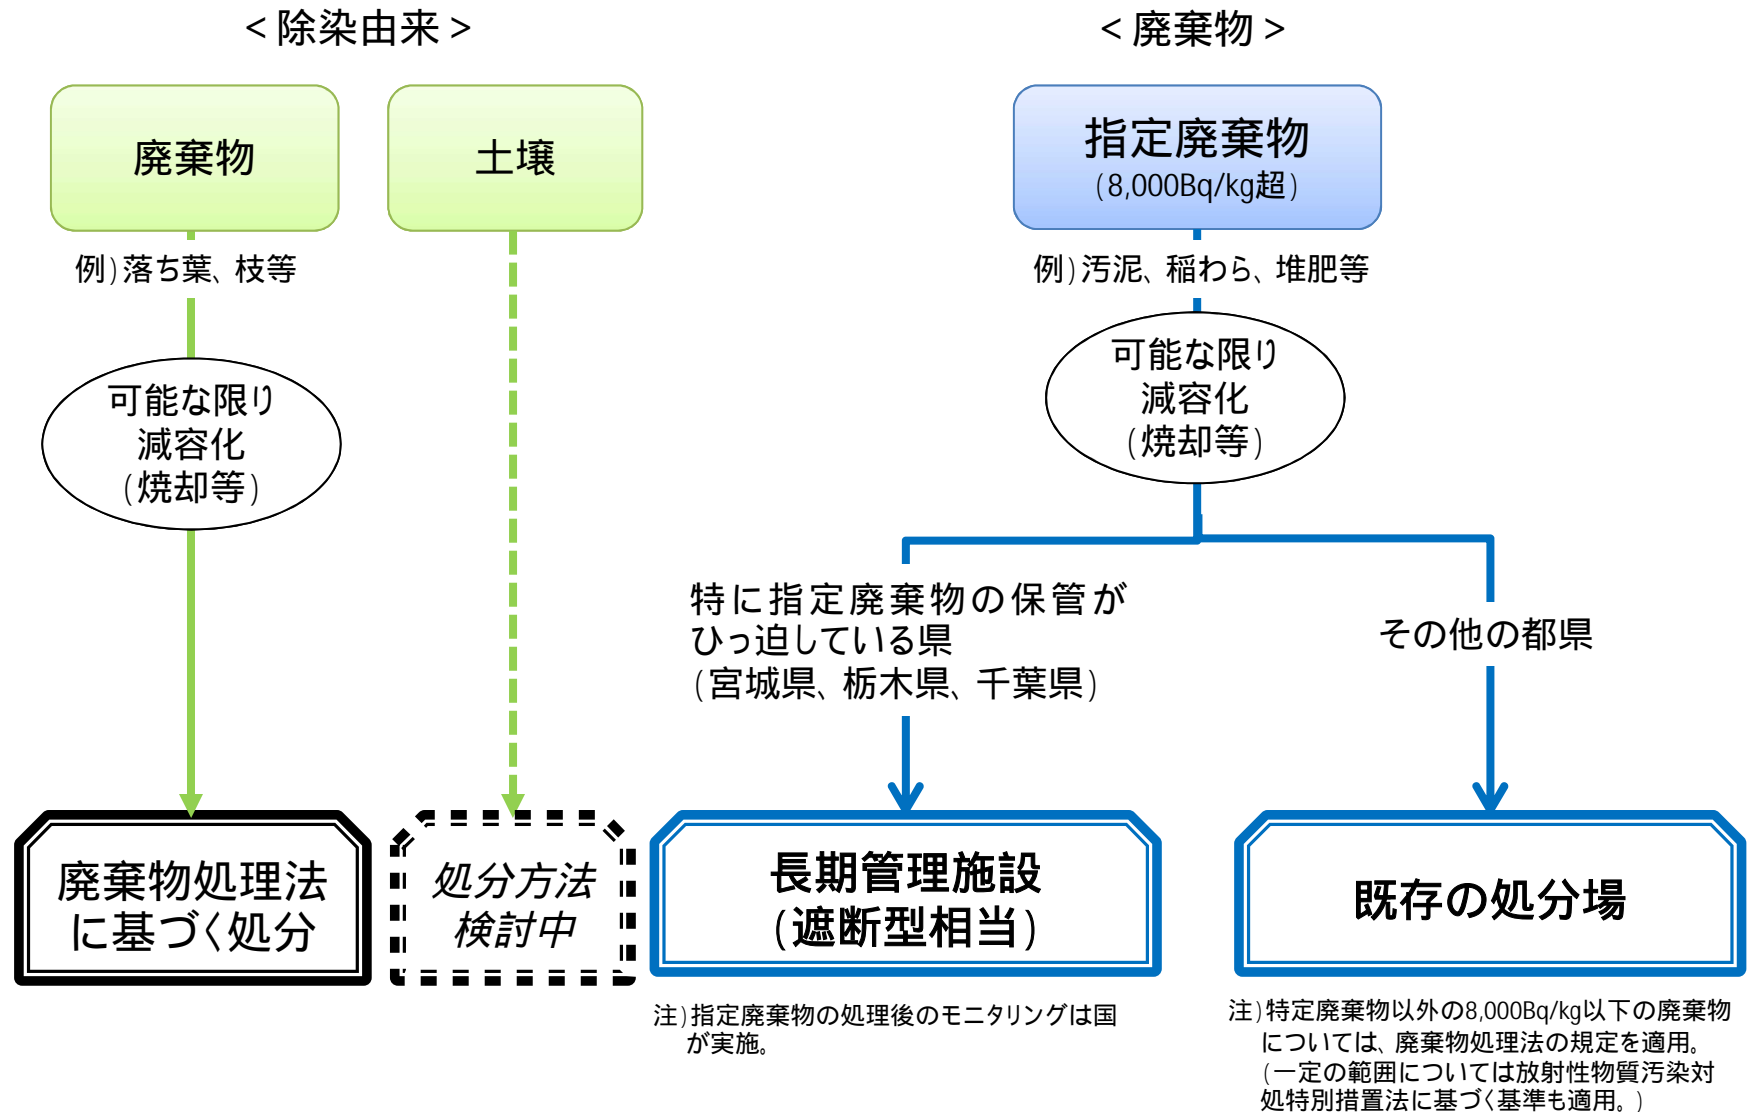 ＜除染由来＞
＜廃棄物＞
廃棄物
土壌
指定廃棄物
（8,000Bq/kg超）
例）落ち葉、枝等
例）汚泥、稲わら、堆肥等
可能な限り
減容化
（焼却等）
可能な限り
減容化
（焼却等）
特に指定廃棄物の保管が
ひっ迫している県
（宮城県、栃木県、千葉県）
その他の都県
廃棄物処理法
に基づく処分
処分方法
検討中
長期管理施設
（遮断型相当）
既存の処分場
注）指定廃棄物の処理後のモニタリングは国
が実施。
注）特定廃棄物以外の8,000Bq/kg以下の廃棄物
については、廃棄物処理法の規定を適用。
（一定の範囲については放射性物質汚染対
処特別措置法に基づく基準も適用。）